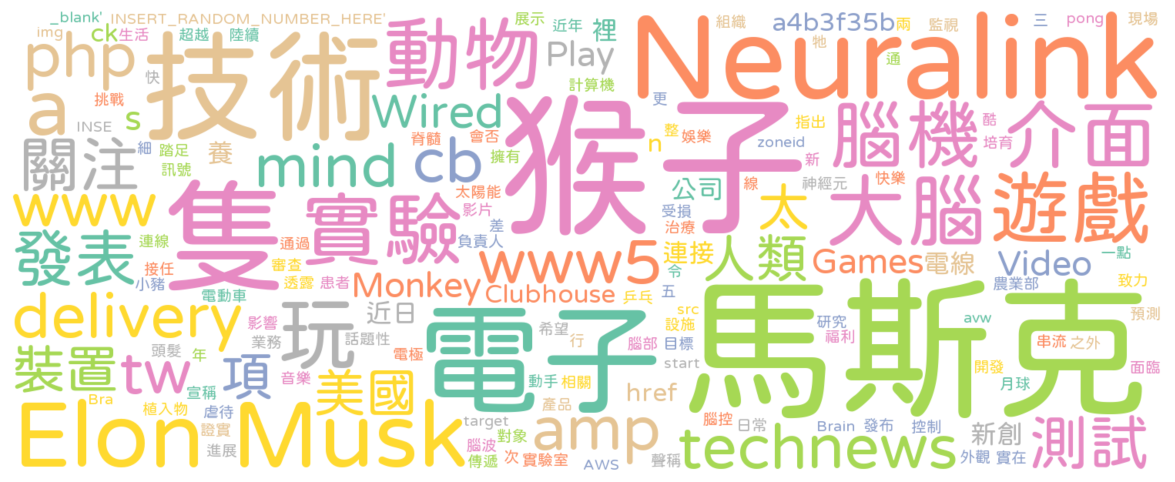 _blank' INSERT_RANDOM_NUMBER_HERE' 展示 近年 裡 a4b3f35b 兩 監視 三 pong 現場
img ck 生活 超越 陸續 動物 Play Neuralink 牠 通
php 技術 快 計算機
a 挑戰 s Wired 猴子 更 整 娛樂 指出 腦機 介面 酷
INSE 細 踏足 養 脊髓 會否 n zoneid 新 培育
關注 訊號 mind cb 擁有 公司 線 神經元 快樂 大腦 遊戲
www 隻 實驗 太陽能 影片 受損 治療 太
發表 連線 通過 差 負責人 www5 連接 人類 Games 電線 Video 一點
接任 小豬 審查 透露 患者 Monkey Clubhouse 乒乓 令 五 農業部 致力
電動車 近日 src 預測
delivery 影響 業務 玩 話題性 電子 希望 行 設施 目標 馬斯克 研究 福利 avw 串流 之外
裝置 tw 頭髮 年 項 電極 腦部 start 開發 面臨
宣稱 音樂 美國 動手 相關 href 月球
Bra 植入物 虐待 產品 target 腦控 日常 Brain 發布 控制
Elon Musk 證實 進展 腦波 對象 amp technews 新創 測試
傳遞 次 實驗室 AWS 聲稱 外觀 實在